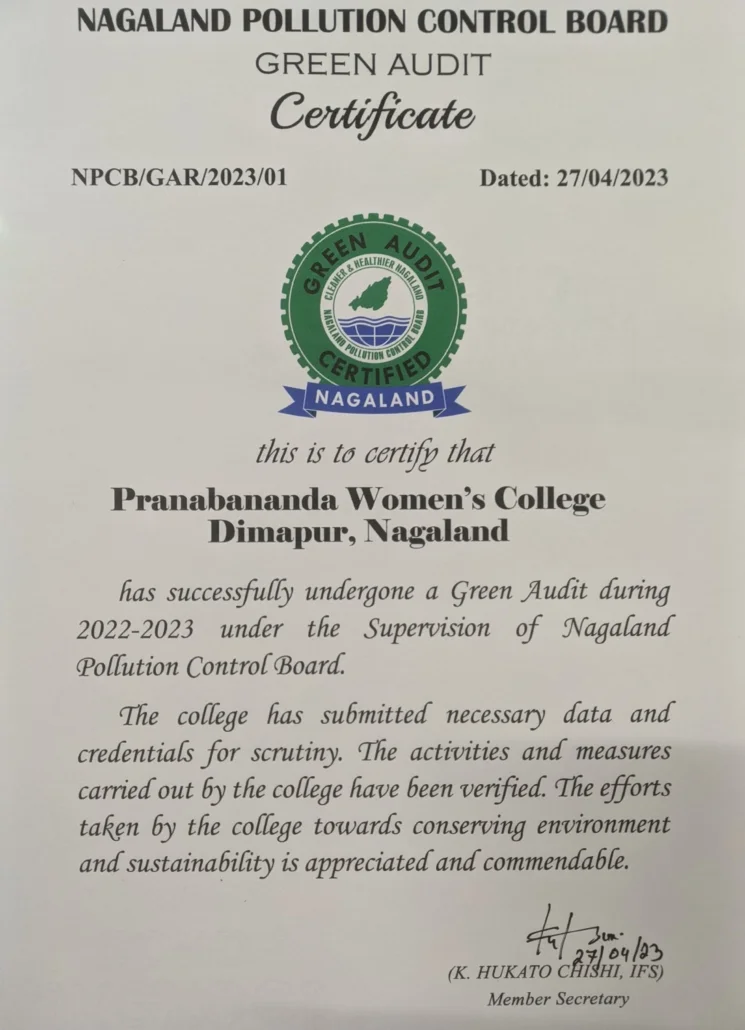 NAGALAND POLLUTION CONTROL BOARD
GREEN AUDIT
Certificate
NPCB/GAR/2023/01 Dated: 27/04/2023
GREEN AUDIT
CLEANER & HEALTHIER NAGALAND
NAGALAND POLLUTION CONTROL BOARD
CERTIFIED
NAGALAND
this is to certify that
Pranabananda Women's College
Dimapur, Nagaland
has successfully undergone a Green Audit during
2022-2023 under the Supervision of Nagaland
Pollution Control Board.
The college has submitted necessary data and
credentials for scrutiny. The activities and measures
carried out by the college have been verified. The efforts
taken by the college towards conserving environment
and sustainability is appreciated and commendable.
27/04/23
(K. HUKATO CHISHI, IFS)
Member Secretary